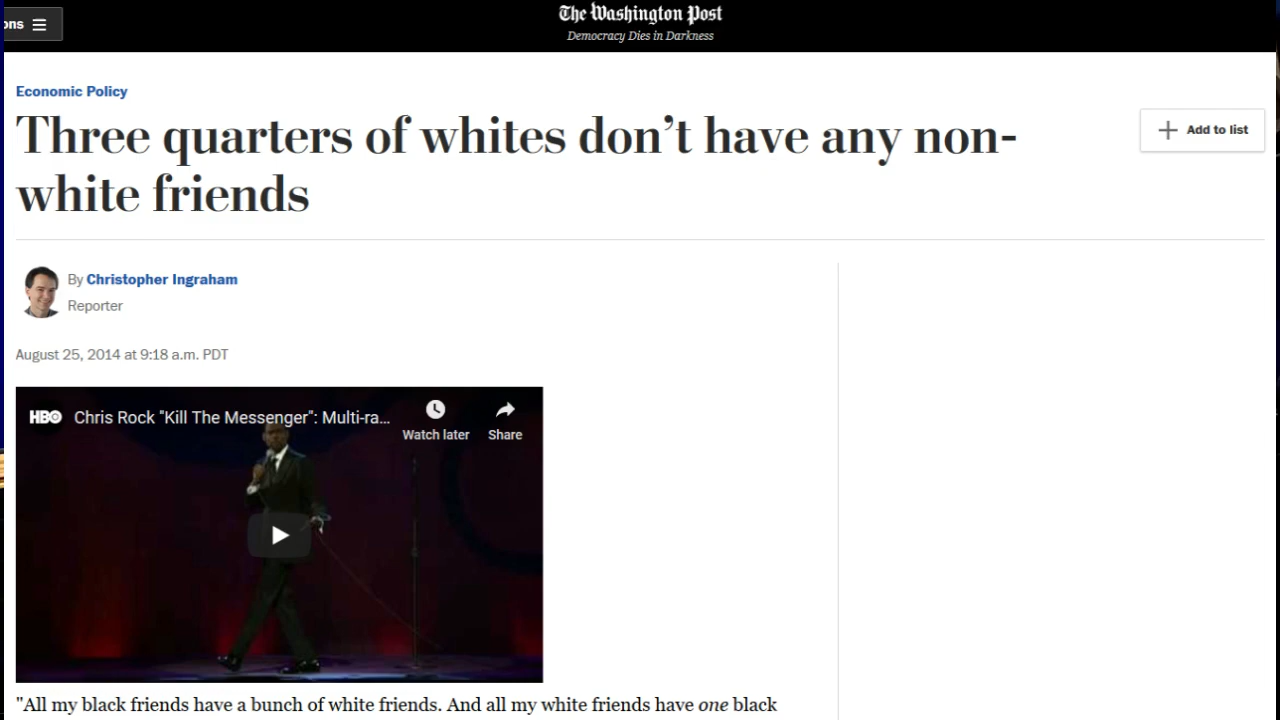 ons
The Washington Post
Democracy Dies in Darkness
Economic Policy
Three quarters of whites don't have any non-
white friends
Add to list
By Christopher Ingraham
Reporter
August 25, 2014 at 9:18 a.m. PDT
HBO Chris Rock "Kill The Messenger": Multi-ra...
Watch later
Share
"All my black friends have a bunch of white friends. And all my white friends have one black